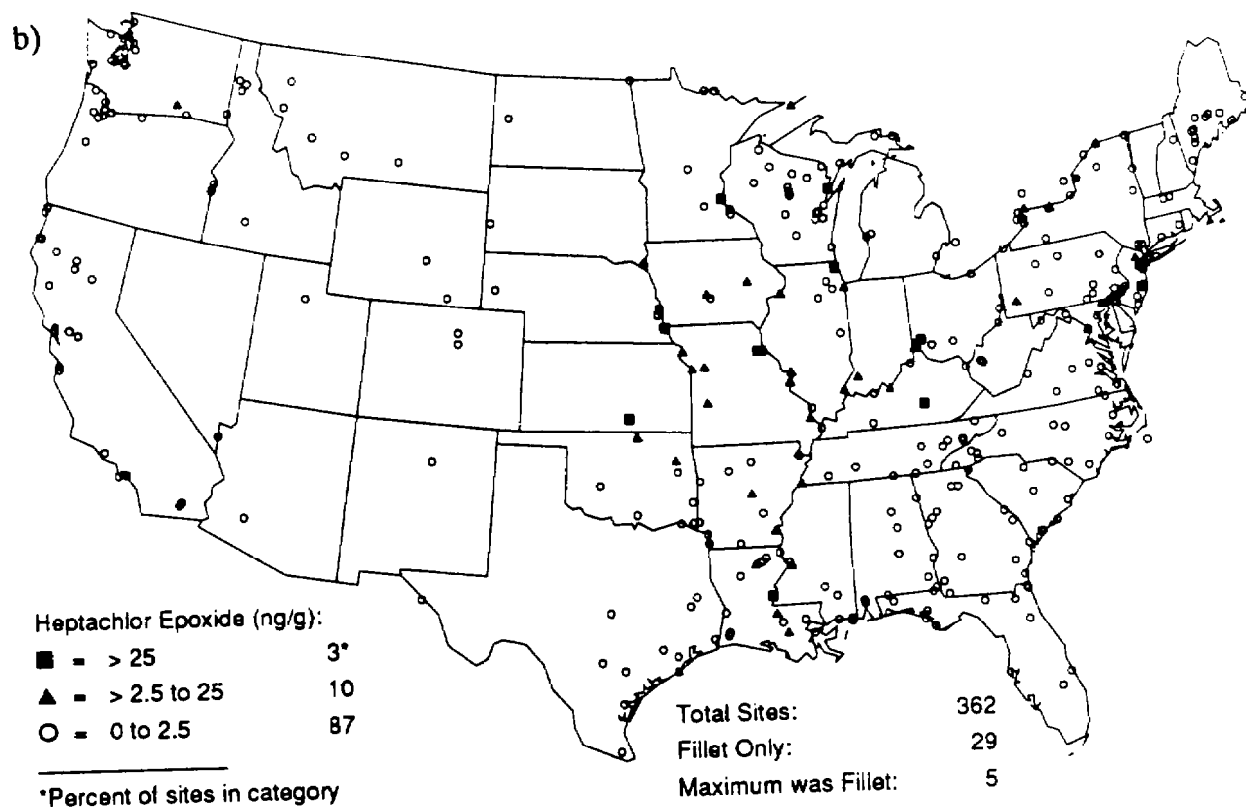 b)
Heptachlor Epoxide (ng/g):
■ = > 25 3*
▲ = > 2.5 to 25 10
○ = 0 to 2.5 87
*Percent of sites in category
Total Sites: 362
Fillet Only: 29
Maximum was Fillet: 5